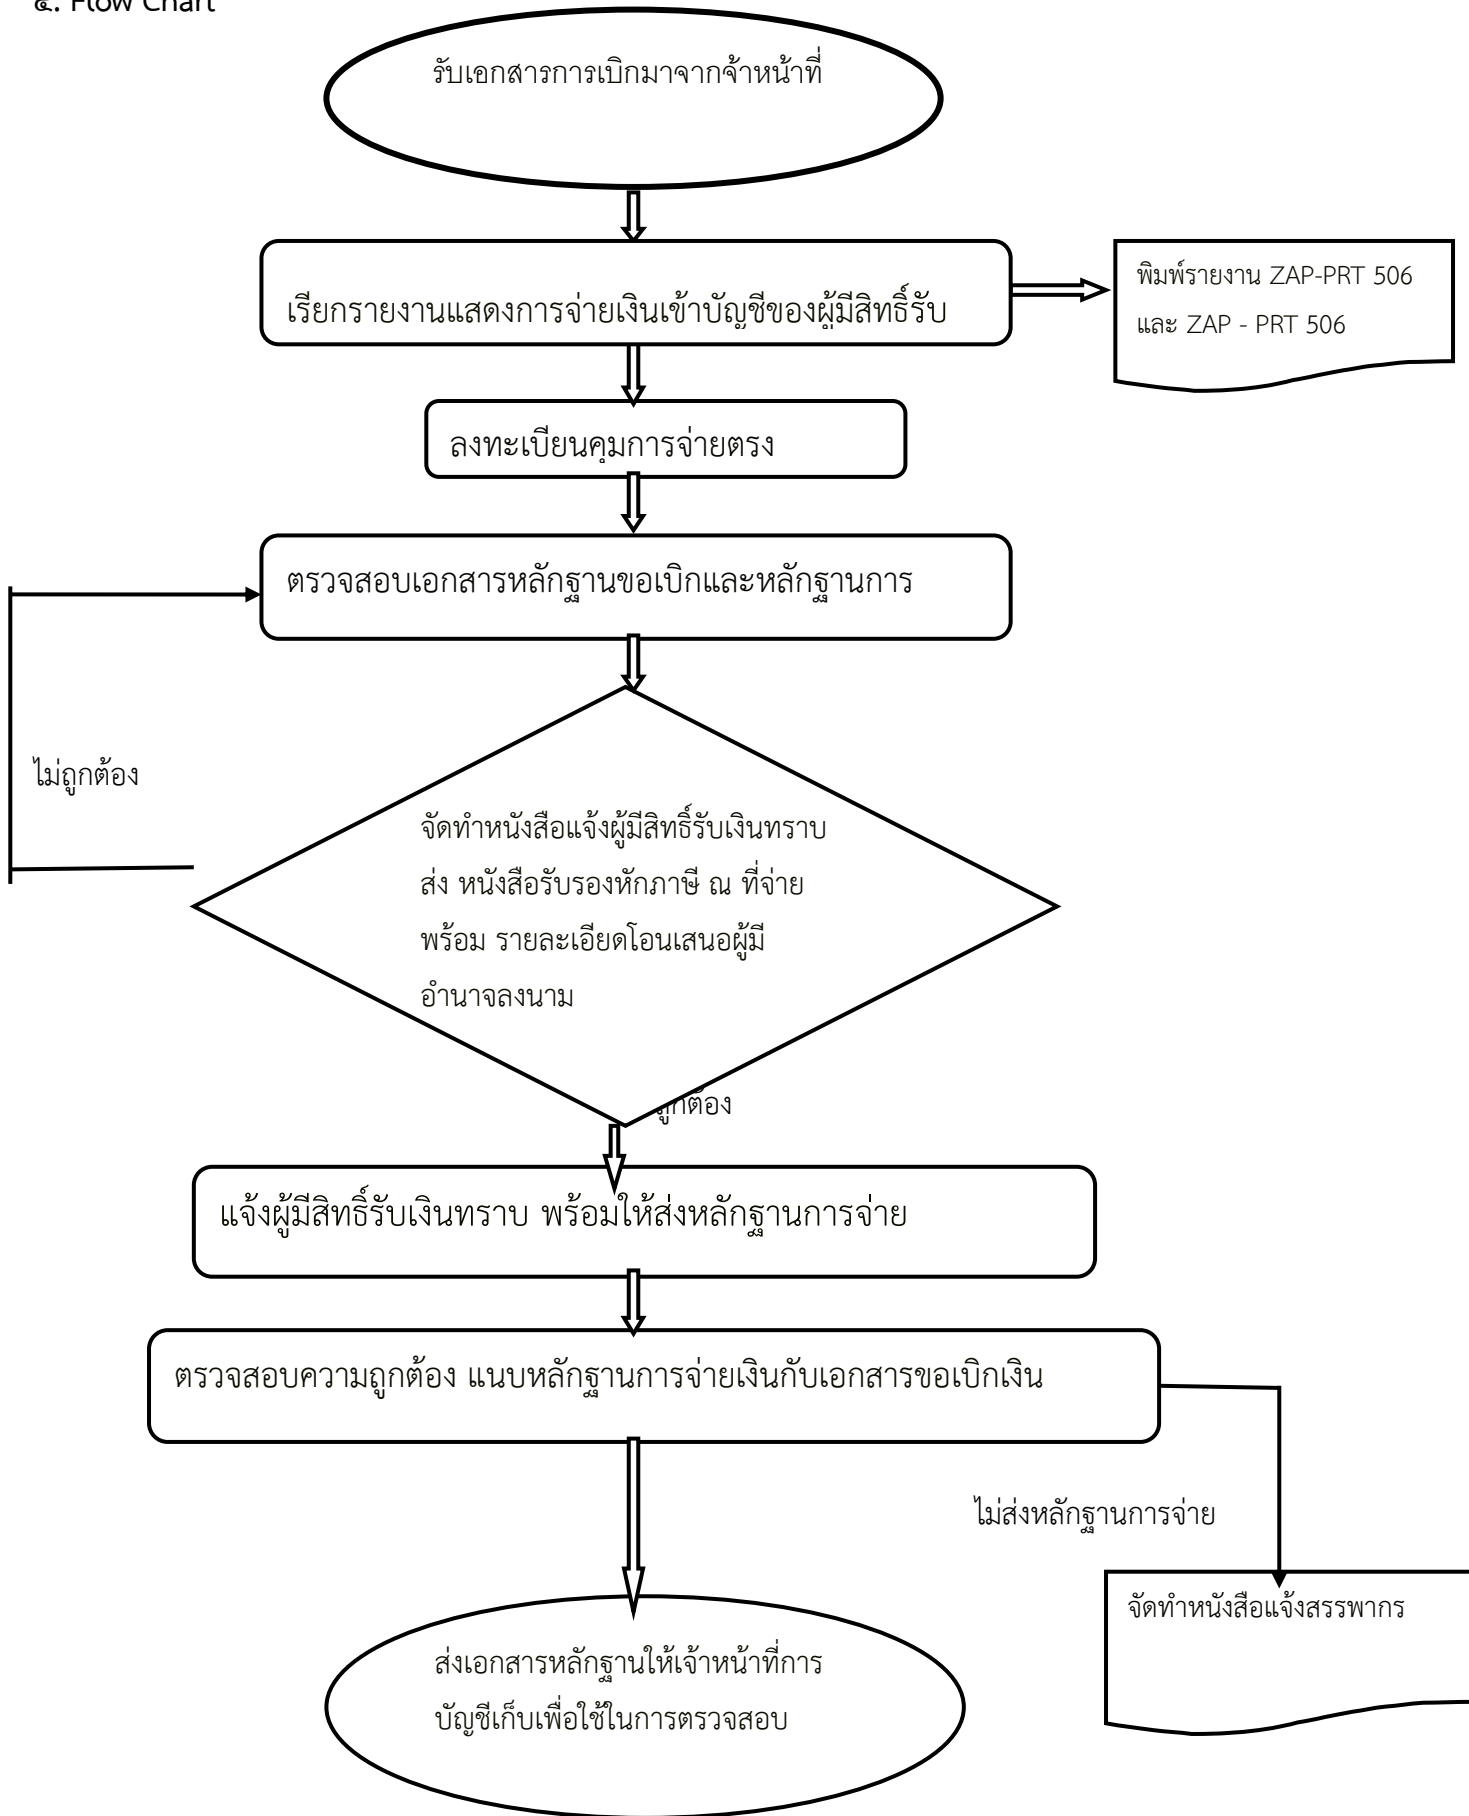 ๕. Flow Chart
รับเอกสารการเบิกมาจากจ้าหน้าที่
เรียกรายงานแสดงการจ่ายเงินเข้าบัญชีของผู้มีสิทธิ์รับ
พิมพ์รายงาน ZAP-PRT 506
และ ZAP - PRT 506
ลงทะเบียนคุมการจ่ายตรง
ตรวจสอบเอกสารหลักฐานขอเบิกและหลักฐานการ
ไม่ถูกต้อง
จัดทำหนังสือแจ้งผู้มีสิทธิ์รับเงินทราบ
ส่ง หนังสือรับรองหักภาษี ณ ที่จ่าย
พร้อม รายละเอียดโอนเสนอผู้มี
อำนาจลงนาม
ถูกต้อง
แจ้งผู้มีสิทธิ์รับเงินทราบ พร้อมให้ส่งหลักฐานการจ่าย
ตรวจสอบความถูกต้อง แนบหลักฐานการจ่ายเงินกับเอกสารขอเบิกเงิน
ไม่ส่งหลักฐานการจ่าย
จัดทำหนังสือแจ้งสรรพากร
ส่งเอกสารหลักฐานให้เจ้าหน้าที่การ
บัญชีเก็บเพื่อใช้ในการตรวจสอบ